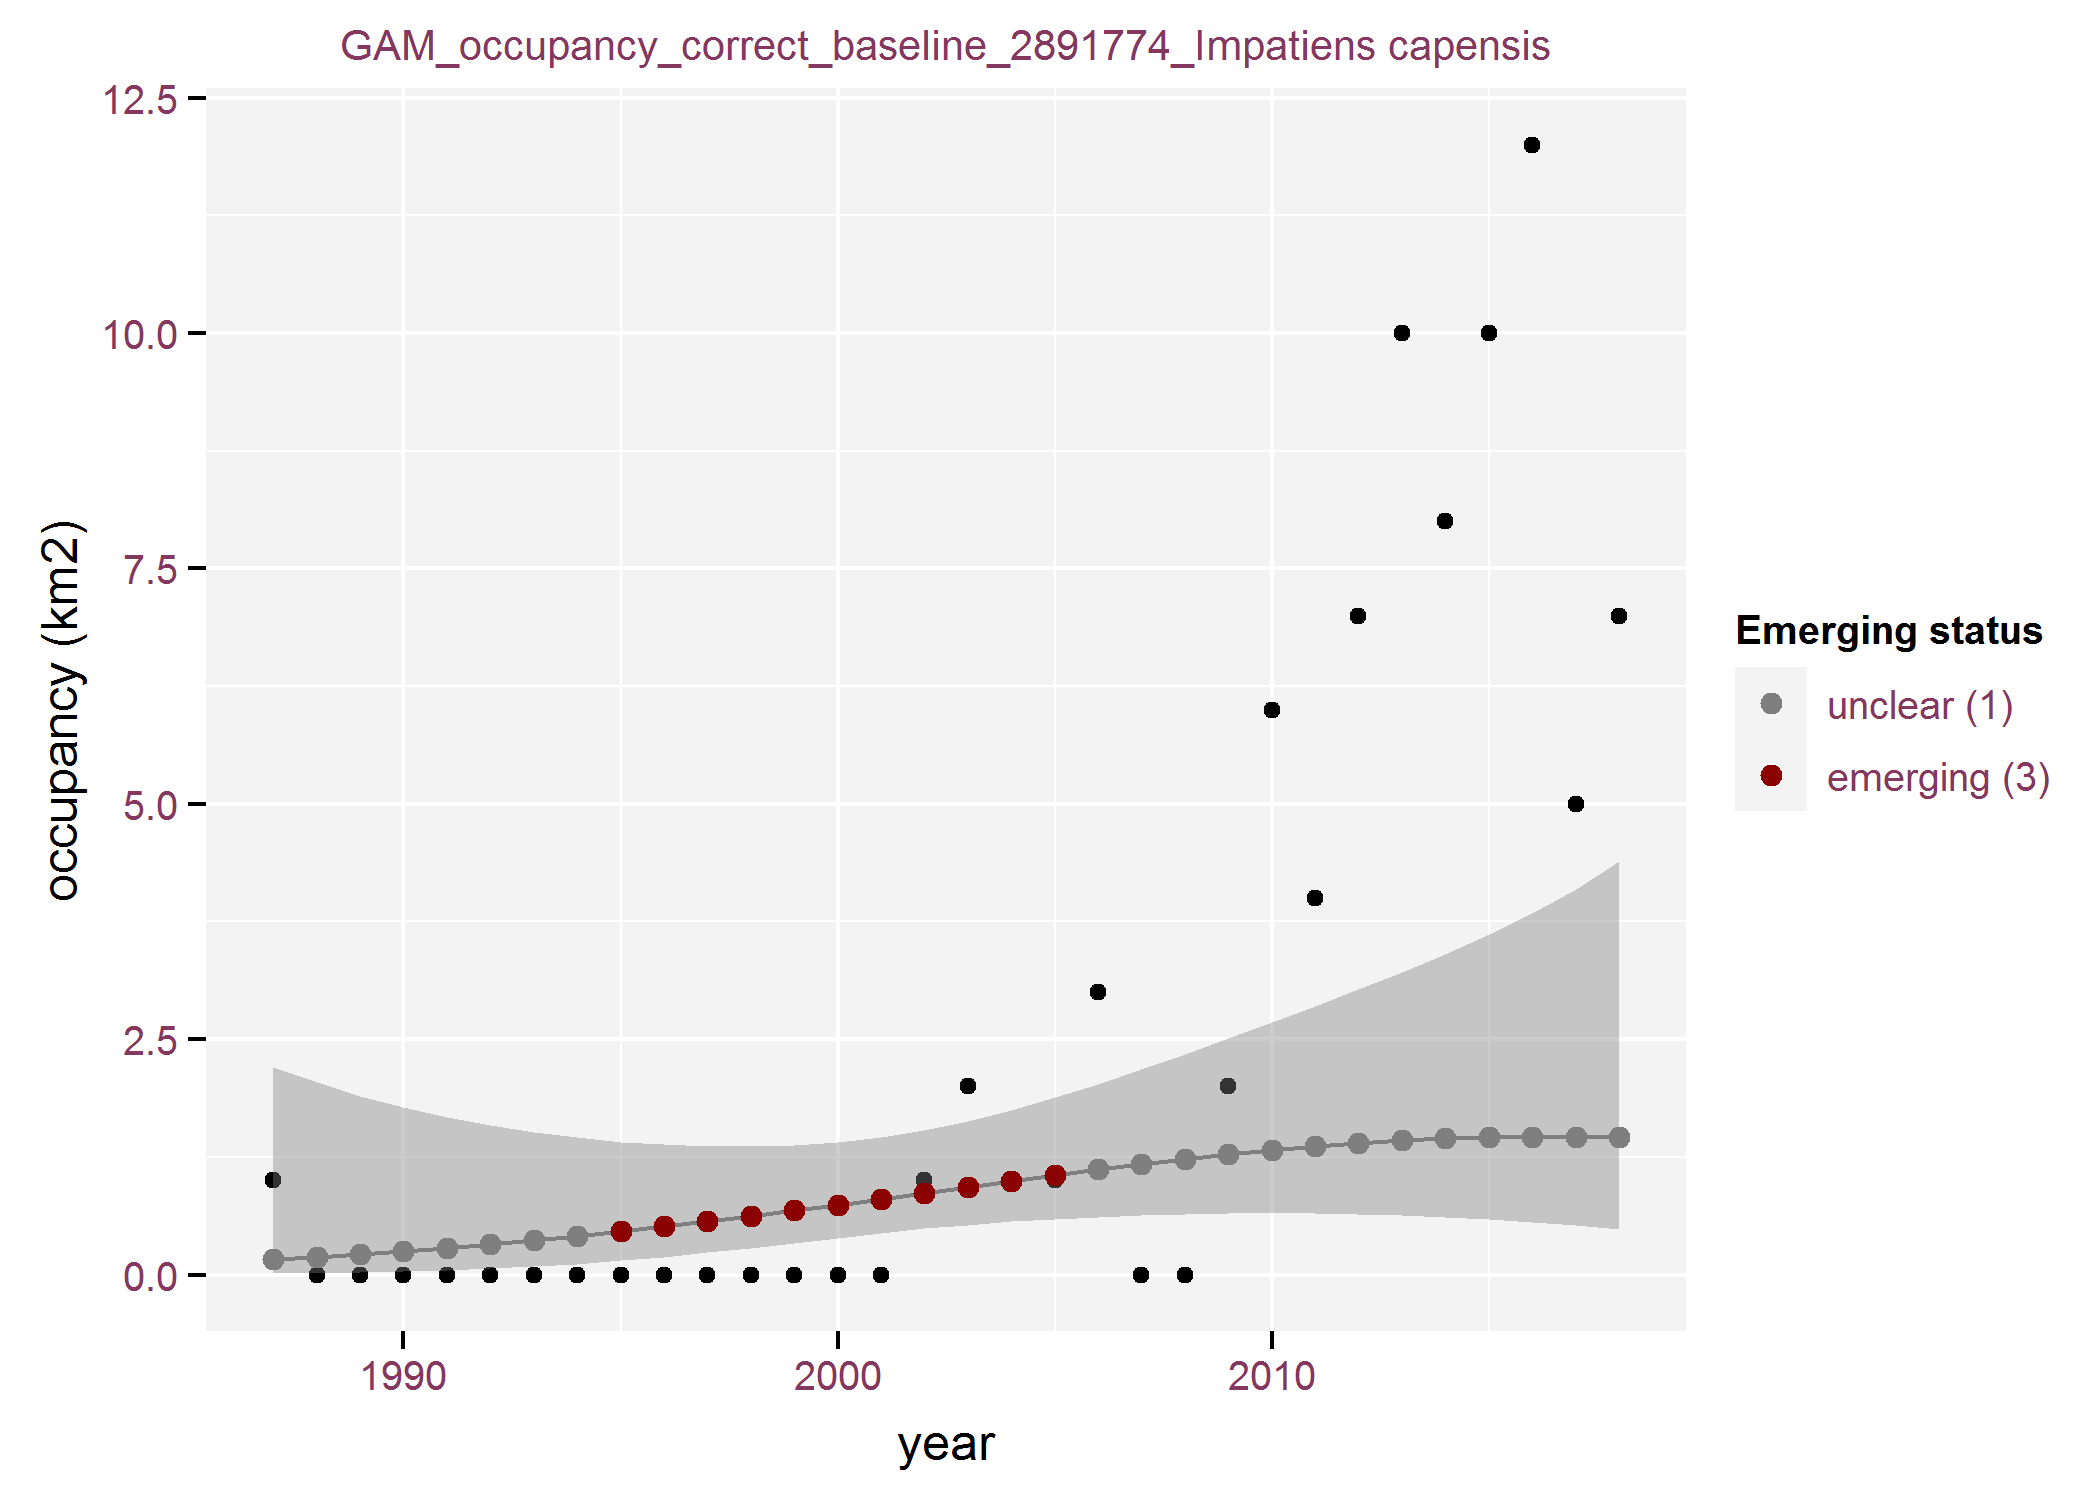 GAM_occupancy_correct_baseline_2891774_Impatiens capensis
12.5
10.0
7.5
5.0
2.5
0.0
occupancy (km2)
1990 2000 2010
year
Emerging status
unclear (1)
emerging (3)